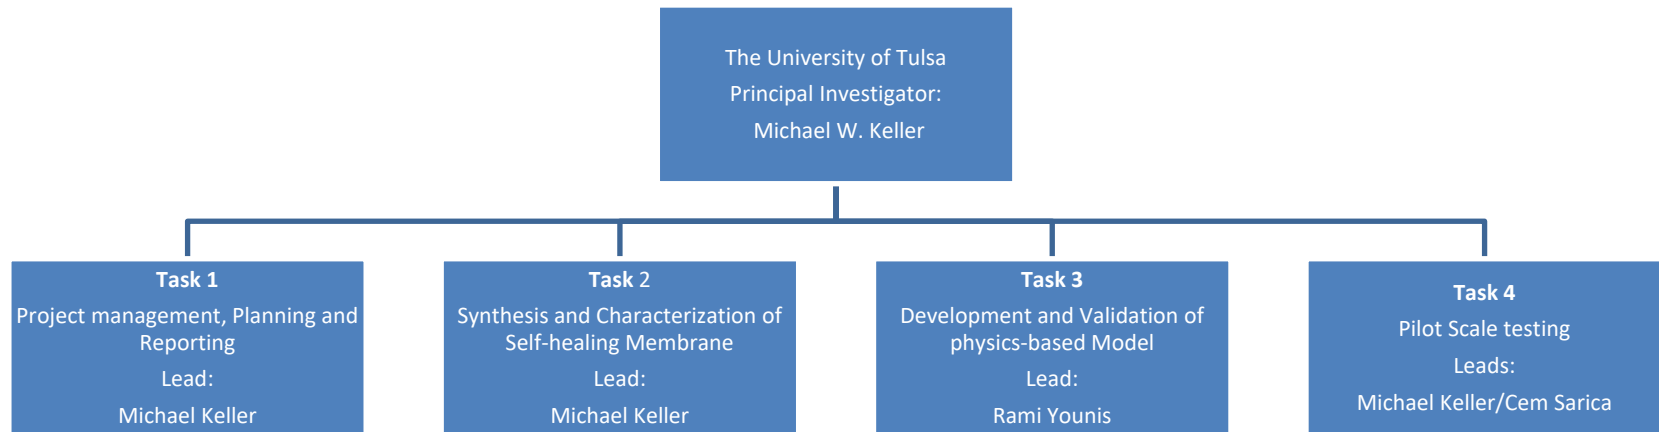 The University of Tulsa
Principal Investigator:
Michael W. Keller
Task 1
Project management, Planning and
Reporting
Lead:
Michael Keller
Task 2
Synthesis and Characterization of
Self-healing Membrane
Lead:
Michael Keller
Task 3
Development and Validation of
physics-based Model
Lead:
Rami Younis
Task 4
Pilot Scale testing
Leads:
Michael Keller/Cem Sarica